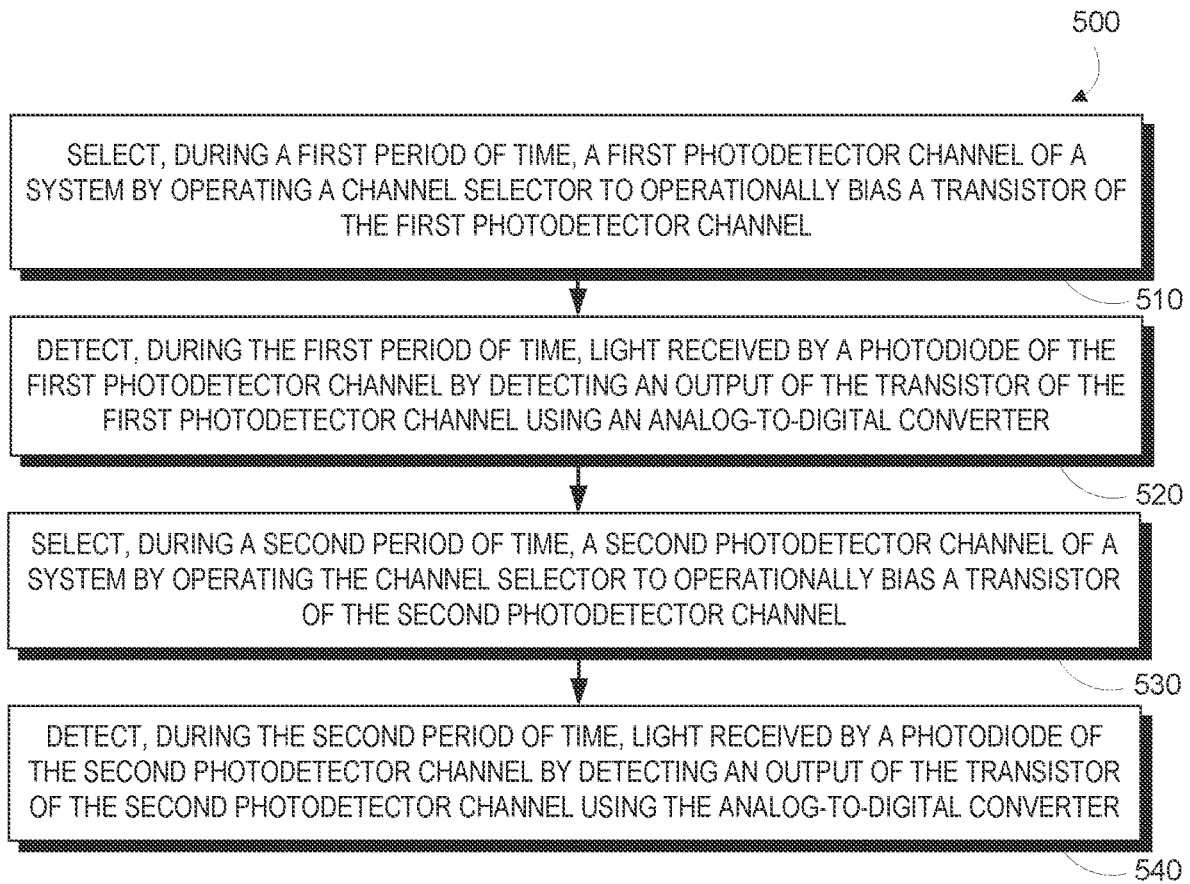 500
SELECT, DURING A FIRST PERIOD OF TIME, A FIRST PHOTODETECTOR CHANNEL OF A
SYSTEM BY OPERATING A CHANNEL SELECTOR TO OPERATIONALLY BIAS A TRANSISTOR OF
THE FIRST PHOTODETECTOR CHANNEL
510
DETECT, DURING THE FIRST PERIOD OF TIME, LIGHT RECEIVED BY A PHOTODIODE OF THE
FIRST PHOTODETECTOR CHANNEL BY DETECTING AN OUTPUT OF THE TRANSISTOR OF THE
FIRST PHOTODETECTOR CHANNEL USING AN ANALOG-TO-DIGITAL CONVERTER
520
SELECT, DURING A SECOND PERIOD OF TIME, A SECOND PHOTODETECTOR CHANNEL OF A
SYSTEM BY OPERATING THE CHANNEL SELECTOR TO OPERATIONALLY BIAS A TRANSISTOR
OF THE SECOND PHOTODETECTOR CHANNEL
530
DETECT, DURING THE SECOND PERIOD OF TIME, LIGHT RECEIVED BY A PHOTODIODE OF
THE SECOND PHOTODETECTOR CHANNEL BY DETECTING AN OUTPUT OF THE TRANSISTOR
OF THE SECOND PHOTODETECTOR CHANNEL USING THE ANALOG-TO-DIGITAL CONVERTER
540